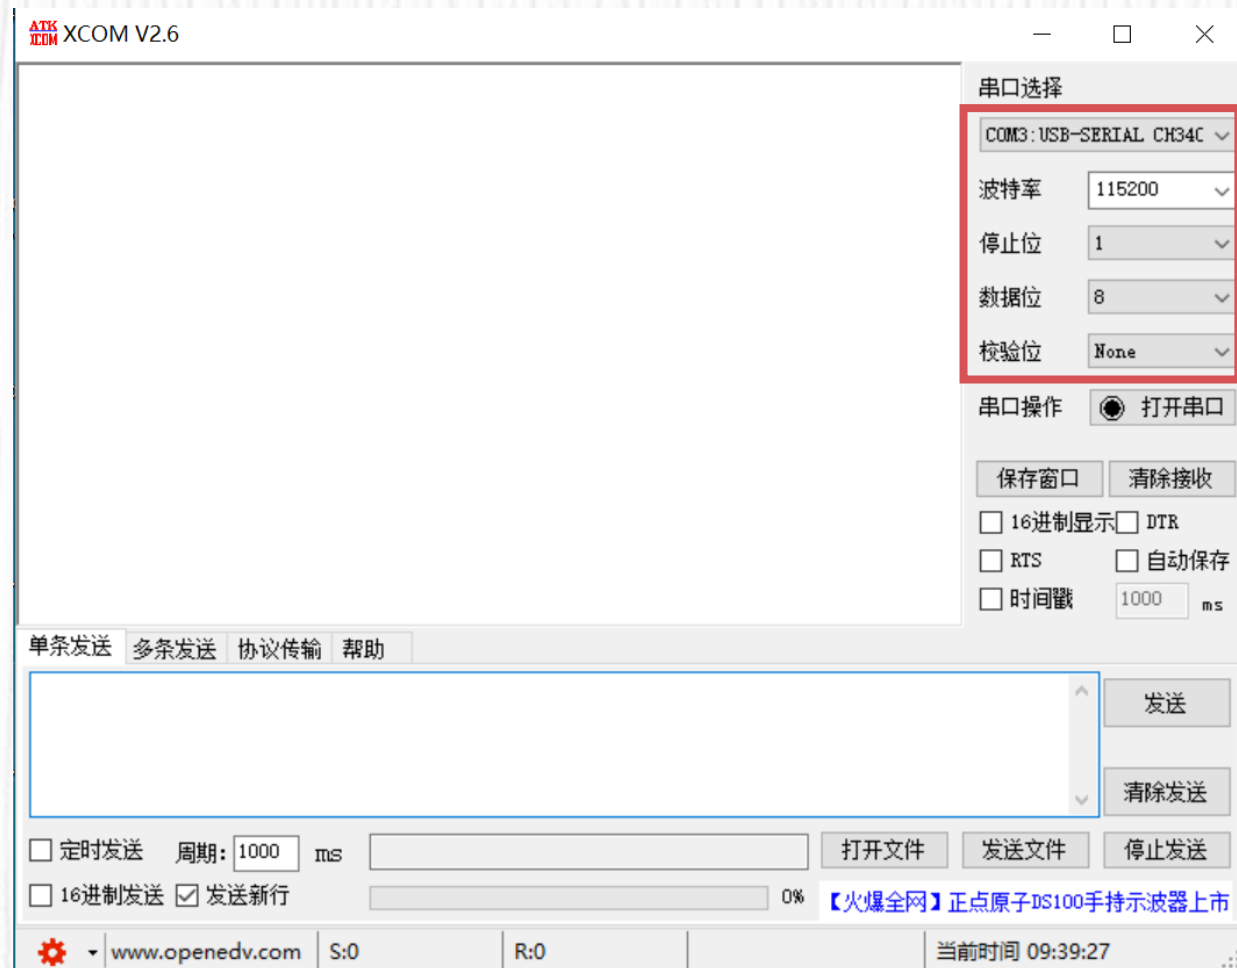 ATK XCOM XCOM V2.6
串口选择
COM3:USB-SERIAL CH340
波特率 115200
停止位 1
数据位 8
校验位 None
串口操作 打开串口
保存窗口 清除接收
16进制显示 DTR
RTS 自动保存
时间戳 1000 ms
单条发送 多条发送 协议传输 帮助
发送
清除发送
定时发送 周期: 1000 ms 打开文件 发送文件 停止发送
16进制发送 发送新行 0% 【火爆全网】正点原子DS100手持示波器上市
www.openedv.com S:0 R:0 当前时间 09:39:27